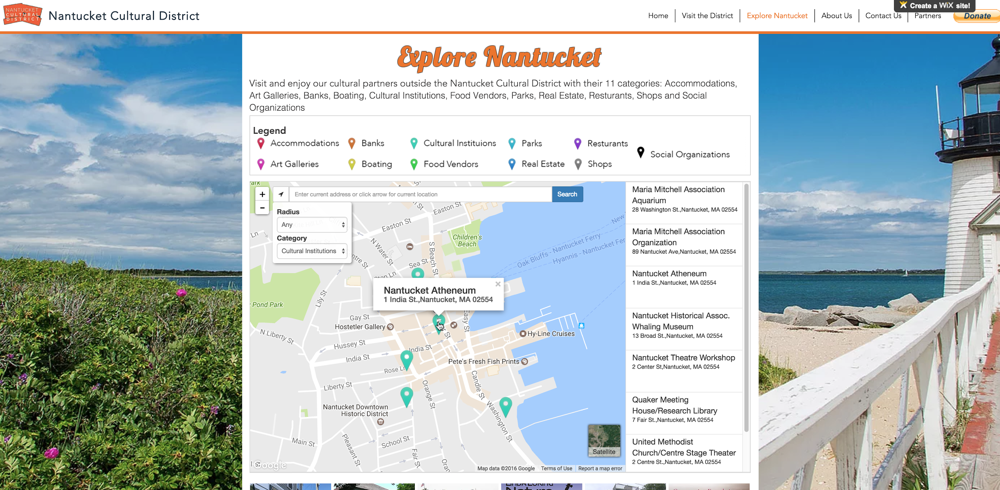 NANTUCKET
CULTURAL
DISTRICT
Nantucket Cultural District
Home
Visit the District
Explore Nantucket
About Us
Contact Us
Partners
Create a WiX site!
Donate
Explore Nantucket
Visit and enjoy our cultural partners outside the Nantucket Cultural District with their 11 categories: Accommodations,
Art Galleries, Banks, Boating, Cultural Institutions, Food Vendors, Parks, Real Estate, Resturants, Shops and Social
Organizations
Legend
Accommodations
Banks
Cultural Instituions
Parks
Resturants
Social Organizations
Art Galleries
Boating
Food Vendors
Real Estate
Shops
+
-
Enter current address or click arrow for current location
Search
Radius
Any
Category
Cultural Institutions
Easton St
Easton St
N Water St
S Beach St
Children's
Beach
Sea St
Oak Bluffs - Nantucket Ferry
Hyannis - Nantucket Fer
New
Lily St
Pond Park
Nantucket Atheneum
1 India St.,Nantucket, MA 02554
×
Easy St
Gay St
Hostetler Gallery
N Liberty St
Hussey St
India St
India St
Hy-Line Cruises
Pete's Fresh Fish Prints
Rose Ln
Liberty St
Orange St
Candle St
Washington St
Nantucket Downtown
Historic District
Main St
Pleasant St
School St
Fair St
Oran
Satellite
Google
Map data ©2016 Google
Terms of Use
Report a map error
Maria Mitchell Association
Aquarium
28 Washington St.,Nantucket, MA 02554
Maria Mitchell Association
Organization
89 Nantucket Ave,Nantucket, MA 02554
Nantucket Atheneum
1 India St.,Nantucket, MA 02554
Nantucket Historical Assoc.
Whaling Museum
13 Broad St.,Nantucket, MA 02554
Nantucket Theatre Workshop
2 Center St,Nantucket, MA 02554
Quaker Meeting
House/Research Library
7 Fair St.,Nantucket, MA 02554
United Methodist
Church/Centre Stage Theater
2 Centre St.,Nantucket, MA 02554